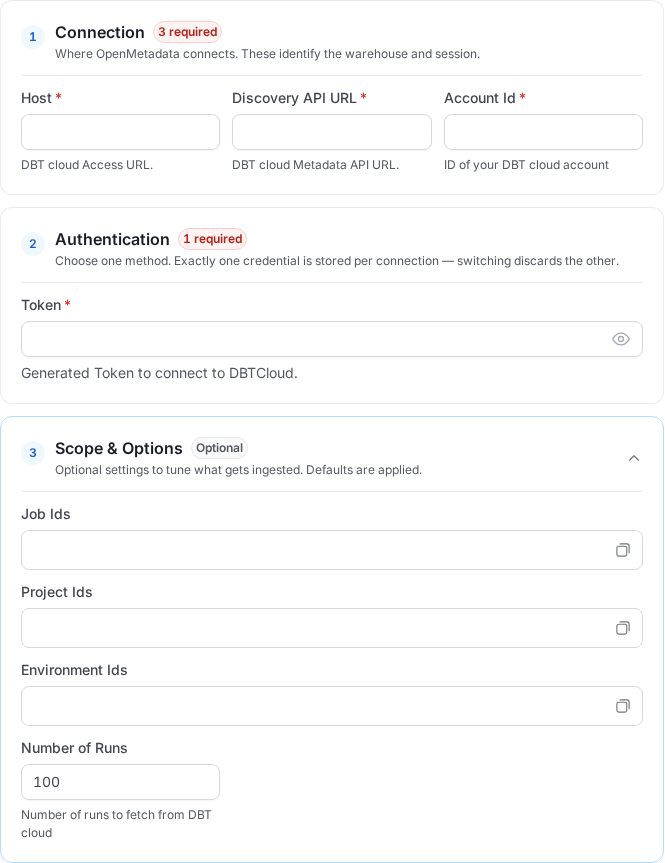 1
Connection
3 required
Where OpenMetadata connects. These identify the warehouse and session.
Host *
Discovery API URL *
Account Id *
DBT cloud Access URL.
DBT cloud Metadata API URL.
ID of your DBT cloud account
2
Authentication
1 required
Choose one method. Exactly one credential is stored per connection — switching discards the other.
Token *
Generated Token to connect to DBTCloud.
3
Scope & Options
Optional
Optional settings to tune what gets ingested. Defaults are applied.
Job Ids
Project Ids
Environment Ids
Number of Runs
100
Number of runs to fetch from DBT
cloud